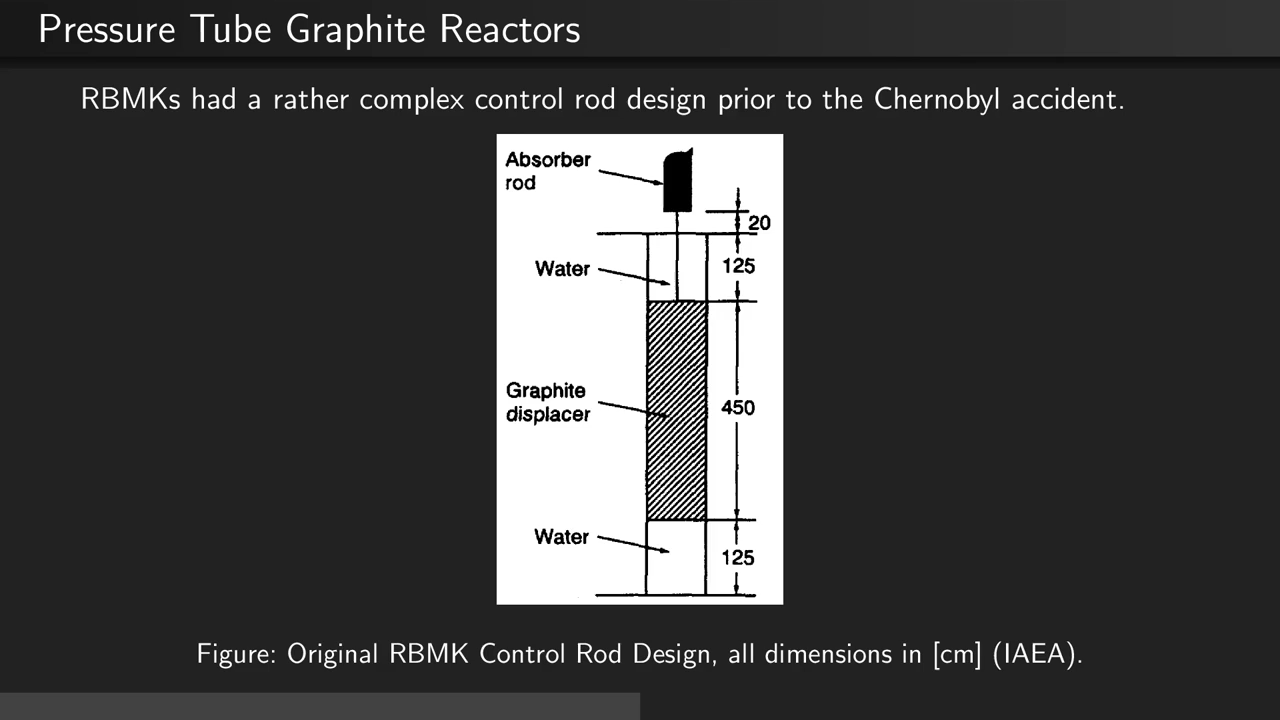 Pressure Tube Graphite Reactors
RBMKs had a rather complex control rod design prior to the Chernobyl accident.
Absorber
rod
20
Water
125
Graphite
displacer
450
Water
125
Figure: Original RBMK Control Rod Design, all dimensions in [cm] (IAEA).